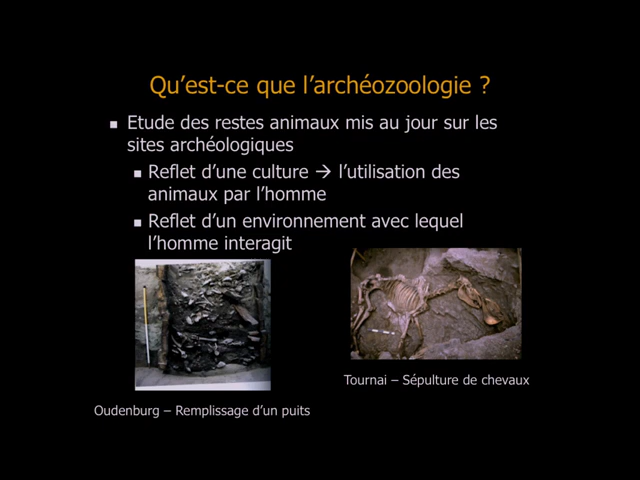 Qu’est-ce que l’archéozoologie ?
Etude des restes animaux mis au jour sur les
sites archéologiques
Reflet d’une culture → l’utilisation des
animaux par l’homme
Reflet d’un environnement avec lequel
l’homme interagit
Tournai – Sépulture de chevaux
Oudenburg – Remplissage d’un puits